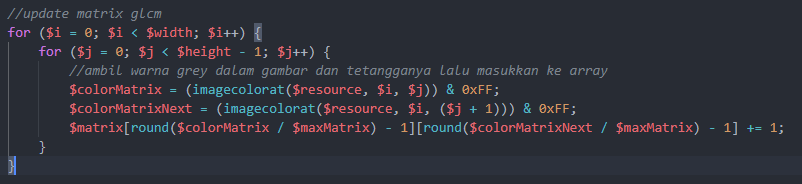 //update matrix glcm
for ($i = 0; $i < $width; $i++) {
    for ($j = 0; $j < $height - 1; $j++) {
        //ambil warna grey dalam gambar dan tetangganya lalu masukkan ke array
        $colorMatrix = (imagecolorat($resource, $i, $j)) & 0xFF;
        $colorMatrixNext = (imagecolorat($resource, $i, ($j + 1))) & 0xFF;
        $matrix[round($colorMatrix / $maxMatrix) - 1][round($colorMatrixNext / $maxMatrix) - 1] += 1;
    }
}